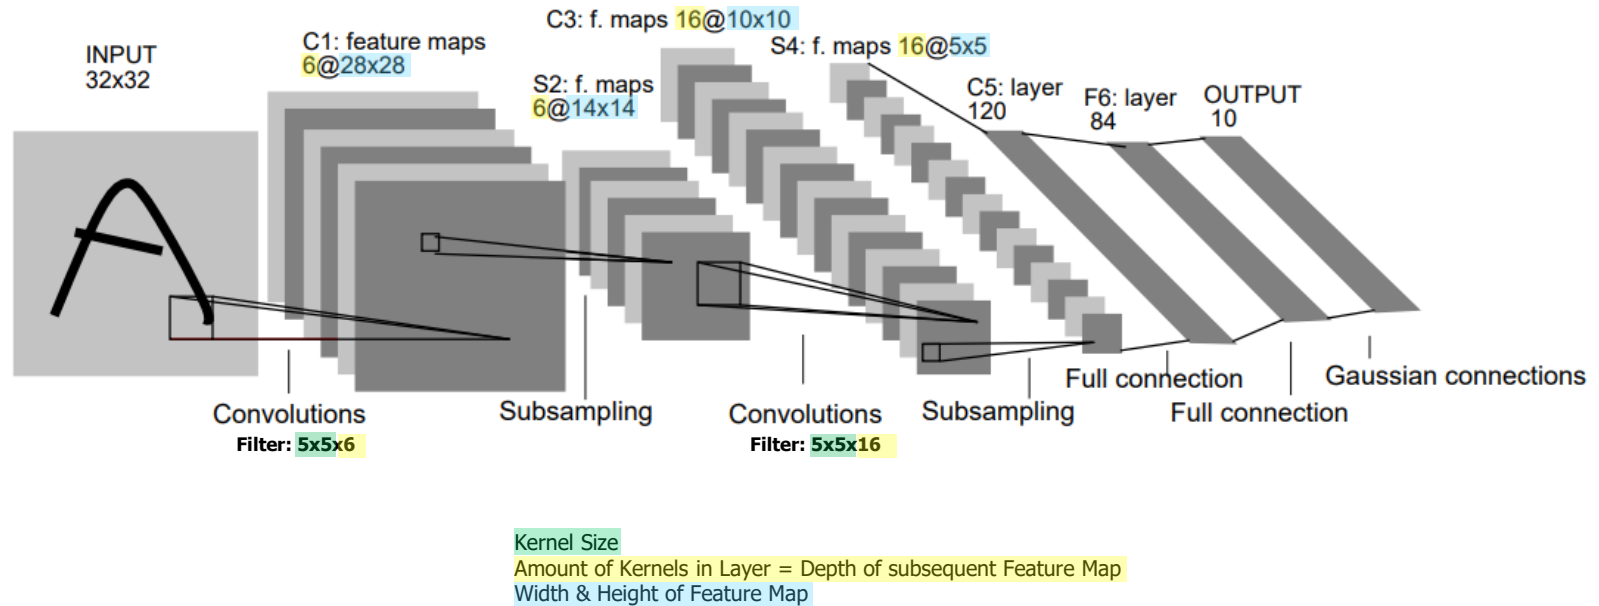 INPUT
32x32
C1: feature maps
6@28x28
S2: f. maps
6@14x14
C3: f. maps 16@10x10
S4: f. maps 16@5x5
C5: layer
120
F6: layer
84
OUTPUT
10
Convolutions
Filter: 5x5x6
Subsampling
Convolutions
Filter: 5x5x16
Subsampling
Full connection
Full connection
Gaussian connections
Kernel Size
Amount of Kernels in Layer = Depth of subsequent Feature Map
Width & Height of Feature Map